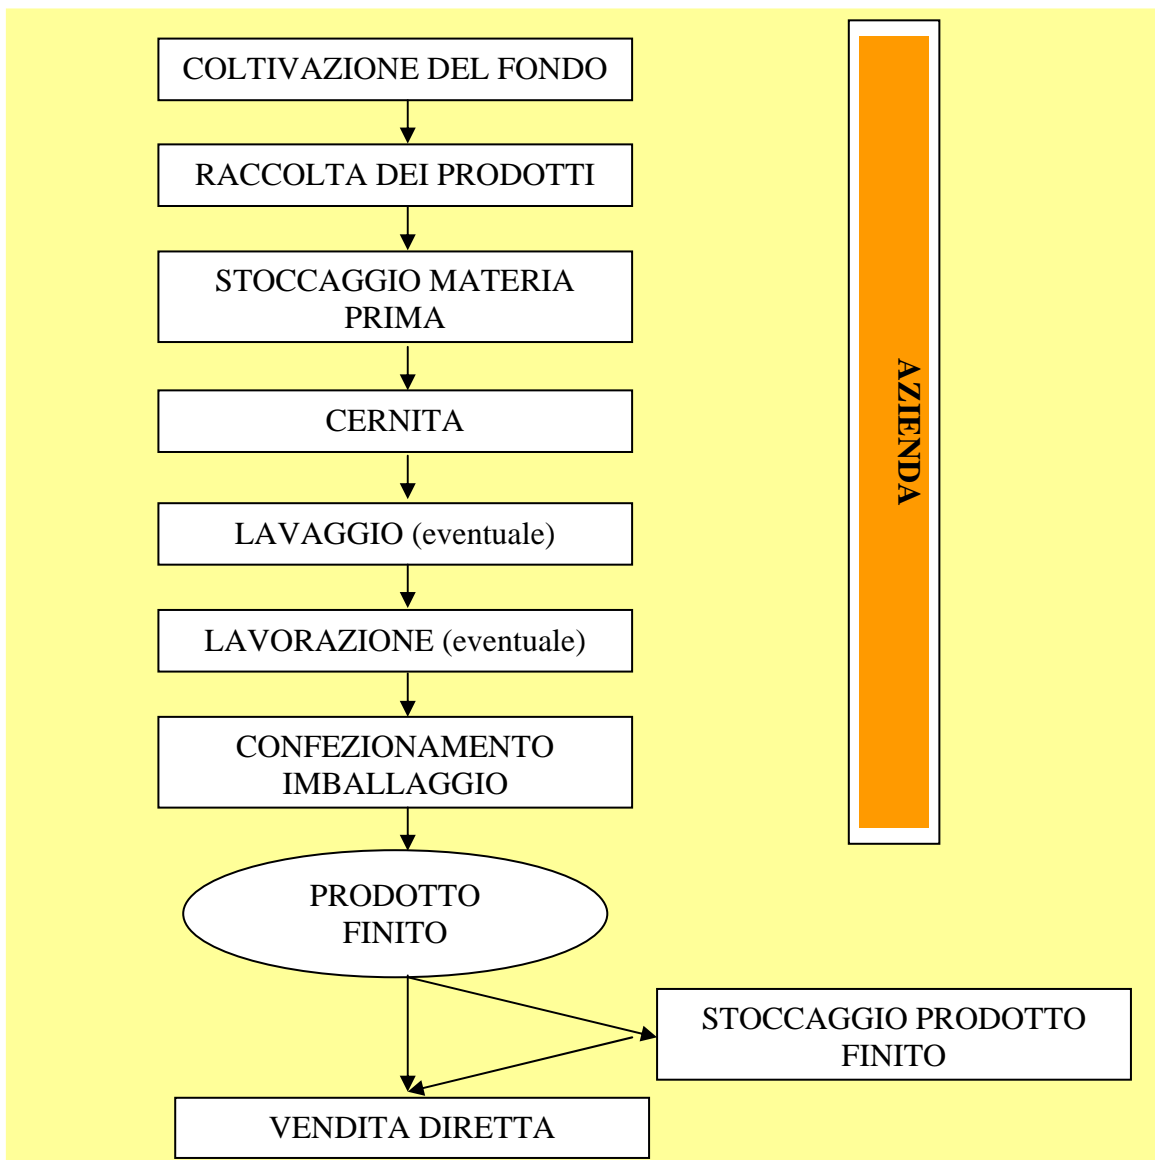 COLTIVAZIONE DEL FONDO
RACCOLTA DEI PRODOTTI
STOCCAGGIO MATERIA
PRIMA
CERNITA
LAVAGGIO (eventuale)
LAVORAZIONE (eventuale)
CONFEZIONAMENTO
IMBALLAGGIO
AZIENDA
PRODOTTO
FINITO
STOCCAGGIO PRODOTTO
FINITO
VENDITA DIRETTA